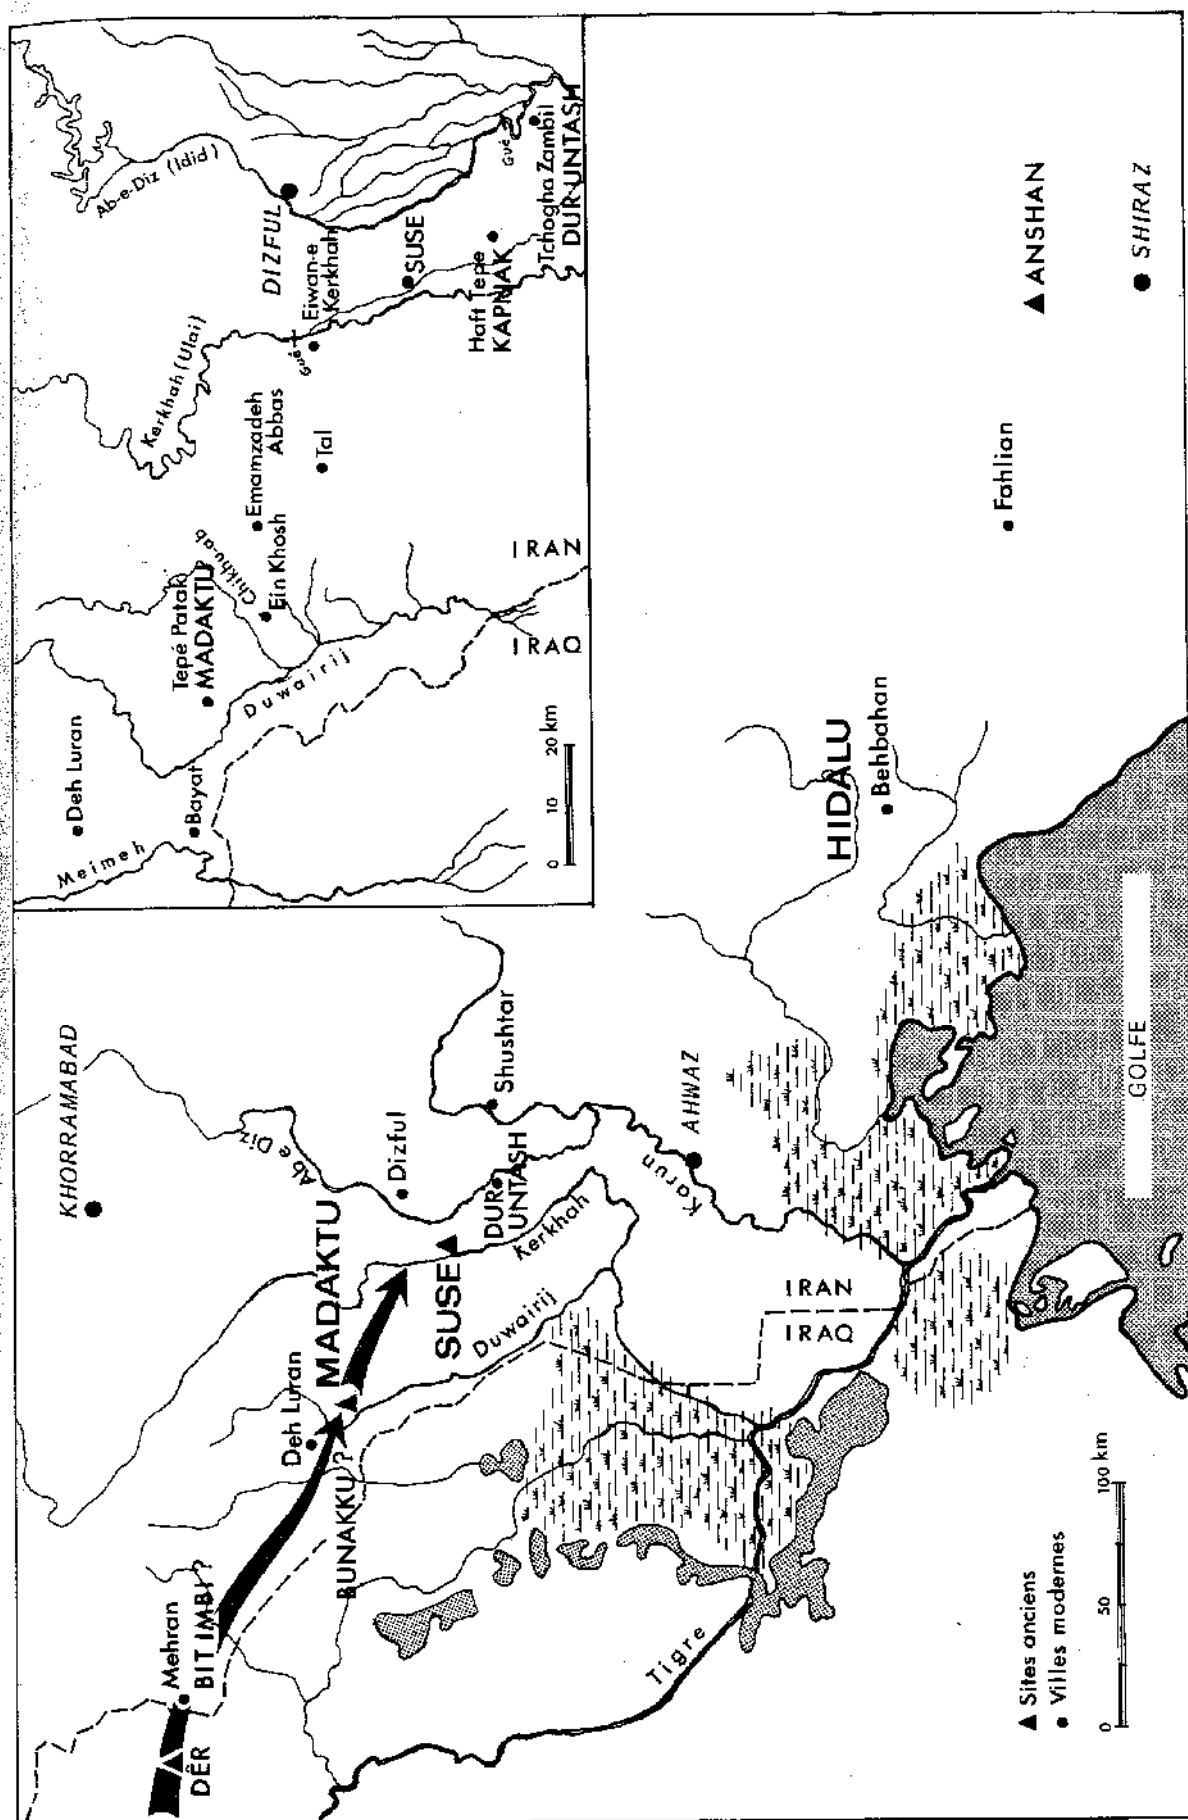 Deh Luran
Meimeh
Bayat
Tepé Patak
MADAKTU?
Duwairij
Chikhu-ab
Ein Khosh
Emamzadeh
Abbas
Tal
Kerkhah (Ulai)
Gué
Eiwan-e
Kerkhah
DIZFUL
Ab-e-Diz (Idid)
SUSE
Haft Tepe
KAPNAK
Gué
Tchogha Zambil
DUR-UNTASH
IRAN
IRAQ
0 10 20 km
KHORRAMABAD
Ab e Diz
Dizful
Shushtar
MADAKTU
SUSE
DUR
UNTASH
Kerkhah
Duwairij
Deh Luran
BUNAKKU ?
Mehran
BIT IMBI ?
DÊR
Karun
AHWAZ
IRAN
IRAQ
Tigre
HIDALU
Behbahan
Fahlian
ANSHAN
SHIRAZ
GOLFE
Sites anciens
Villes modernes
0 50 100 km